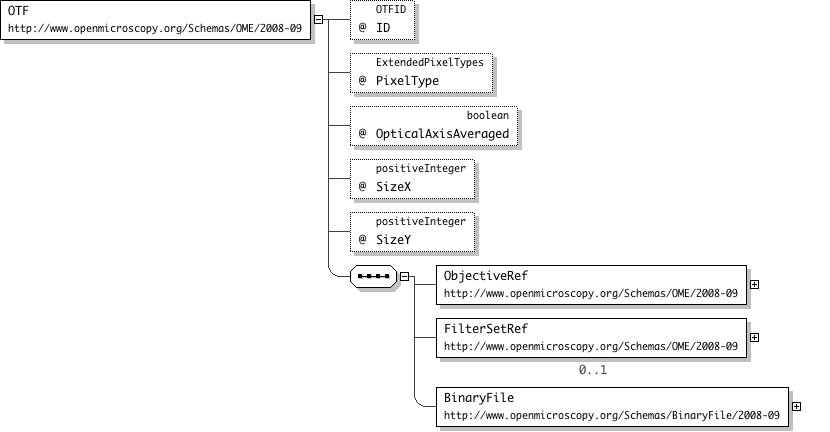 OTF
http://www.openmicroscopy.org/Schemas/OME/2008-09
OTFID
@ ID
ExtendedPixelTypes
@ PixelType
boolean
@ OpticalAxisAveraged
positiveInteger
@ SizeX
positiveInteger
@ SizeY
ObjectiveRef
http://www.openmicroscopy.org/Schemas/OME/2008-09
FilterSetRef
http://www.openmicroscopy.org/Schemas/OME/2008-09
0..1
BinaryFile
http://www.openmicroscopy.org/Schemas/BinaryFile/2008-09